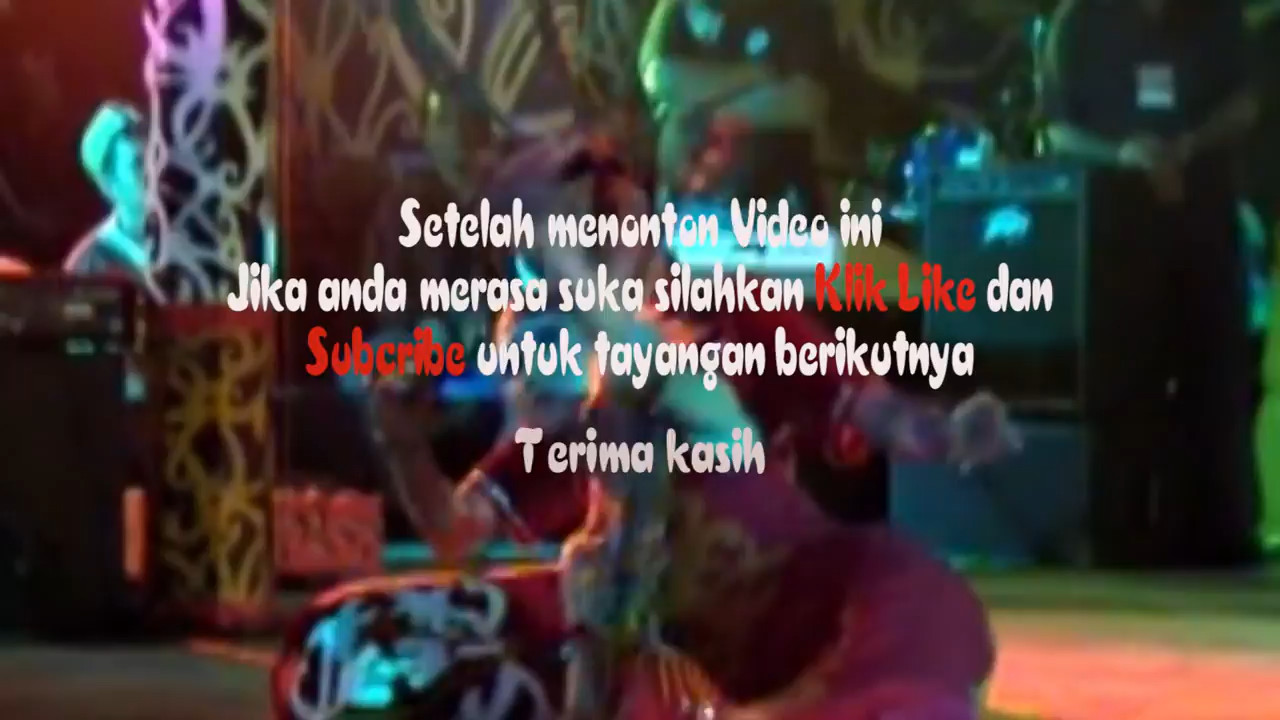 Setelah menonton Video ini
Jika anda merasa suka silahkan Klik Like dan
Subcribe untuk tayangan berikutnya
Terima kasih